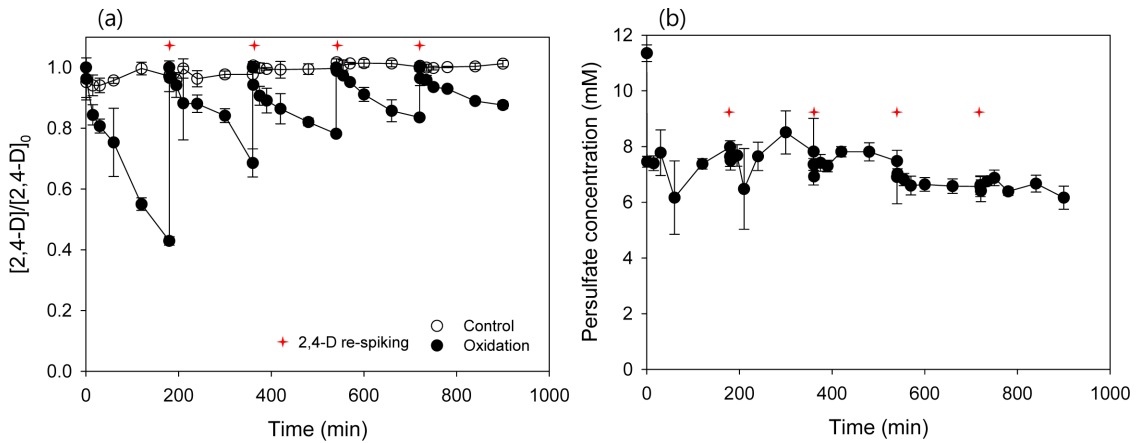 (a)
[2,4-D]/[2,4-D]0
1.0
0.8
0.6
0.4
0.2
0.0
Control
2,4-D re-spiking
Oxidation
0 200 400 600 800 1000
Time (min)
(b)
Persulfate concentration (mM)
12
10
8
6
4
2
0
0 200 400 600 800 1000
Time (min)